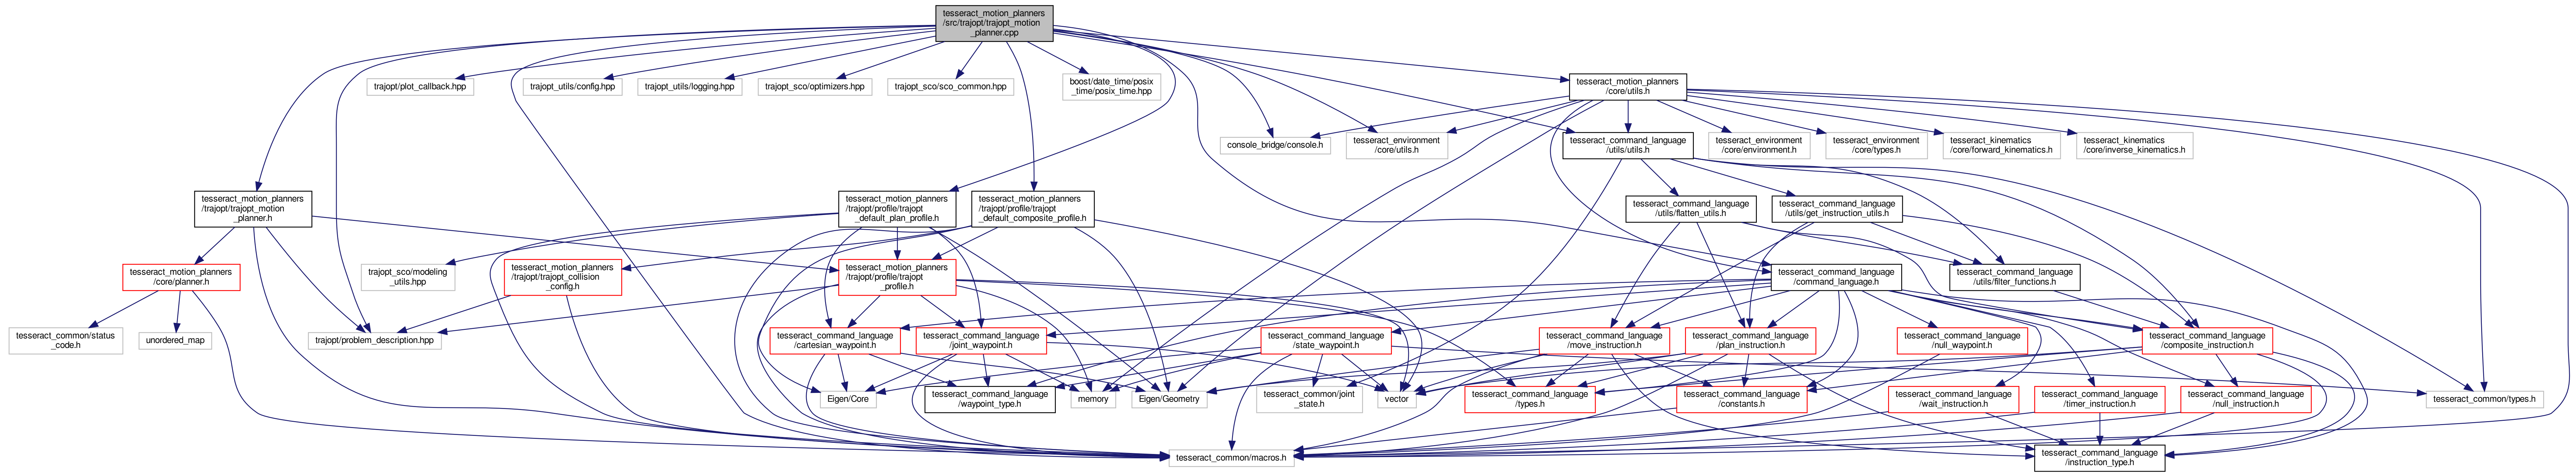 tesseract_motion_planners
/src/trajopt/trajopt_motion
_planner.cpp
trajopt/plot_callback.hpp
trajopt_utils/config.hpp
trajopt_utils/logging.hpp
trajopt_sco/optimizers.hpp
trajopt_sco/sco_common.hpp
boost/date_time/posix
_time/posix_time.hpp
tesseract_motion_planners
/core/utils.h
console_bridge/console.h
tesseract_environment
/core/utils.h
tesseract_command_language
/utils/utils.h
tesseract_environment
/core/environment.h
tesseract_environment
/core/types.h
tesseract_kinematics
/core/forward_kinematics.h
tesseract_kinematics
/core/inverse_kinematics.h
tesseract_motion_planners
/trajopt/trajopt_motion
_planner.h
tesseract_motion_planners
/trajopt/profile/trajopt
_default_plan_profile.h
tesseract_motion_planners
/trajopt/profile/trajopt
_default_composite_profile.h
tesseract_command_language
/utils/flatten_utils.h
tesseract_command_language
/utils/get_instruction_utils.h
tesseract_motion_planners
/core/planner.h
trajopt_sco/modeling
_utils.hpp
tesseract_motion_planners
/trajopt/trajopt_collision
_config.h
tesseract_motion_planners
/trajopt/profile/trajopt
_profile.h
tesseract_command_language
/command_language.h
tesseract_command_language
/utils/filter_functions.h
tesseract_common/status
_code.h
unordered_map
trajopt/problem_description.hpp
tesseract_command_language
/cartesian_waypoint.h
tesseract_command_language
/joint_waypoint.h
tesseract_command_language
/state_waypoint.h
tesseract_command_language
/move_instruction.h
tesseract_command_language
/plan_instruction.h
tesseract_command_language
/null_waypoint.h
tesseract_command_language
/composite_instruction.h
Eigen/Core
tesseract_command_language
/waypoint_type.h
memory
Eigen/Geometry
tesseract_common/joint
_state.h
vector
tesseract_command_language
/types.h
tesseract_command_language
/constants.h
tesseract_command_language
/wait_instruction.h
tesseract_command_language
/timer_instruction.h
tesseract_command_language
/null_instruction.h
tesseract_common/types.h
tesseract_common/macros.h
tesseract_command_language
/instruction_type.h